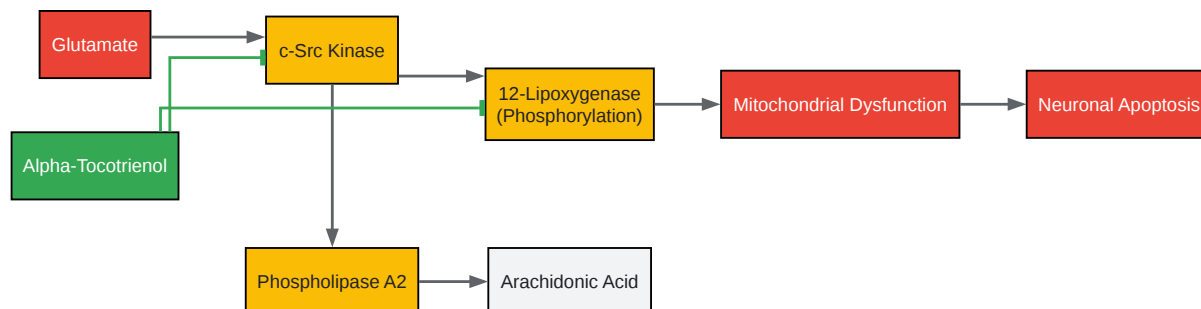 Glutamate
c-Src Kinase
12-Lipoxygenase
(Phosphorylation)
Mitochondrial Dysfunction
Neuronal Apoptosis
Alpha-Tocotrienol
Phospholipase A2
Arachidonic Acid